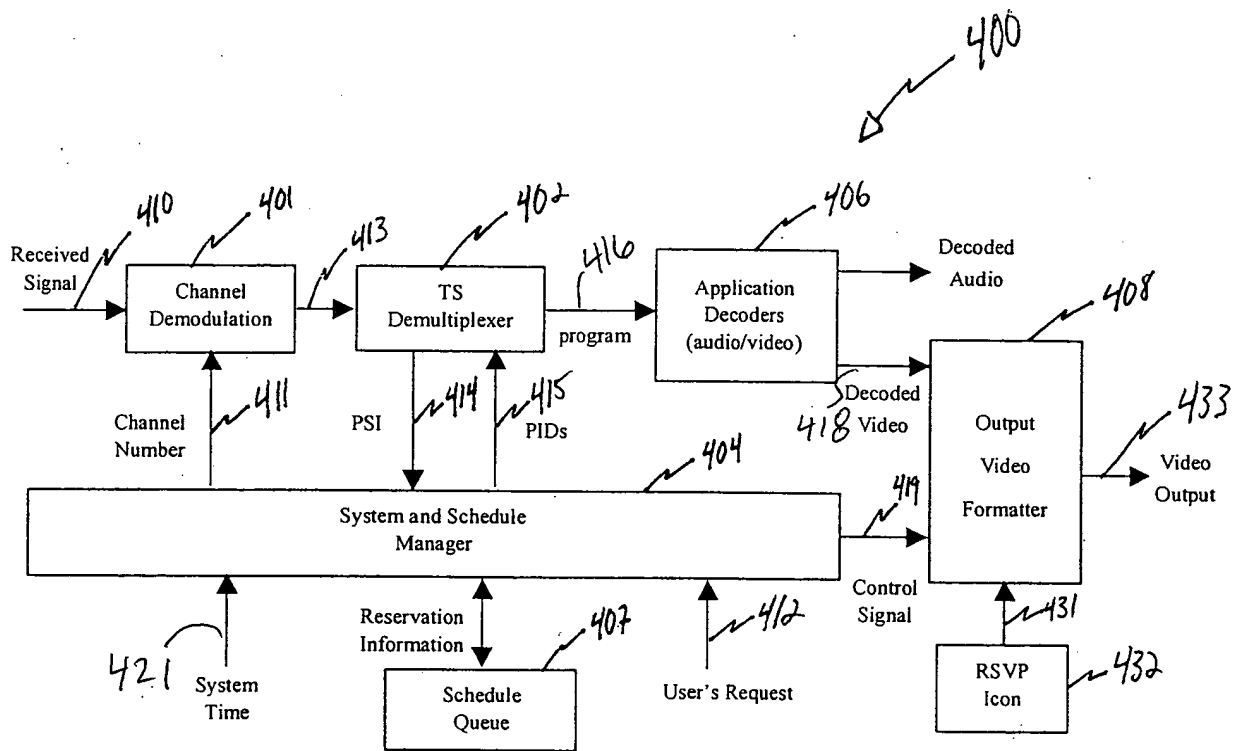 400
410
401
413
402
416
406
408
Received
Signal
Channel
Demodulation
TS
Demultiplexer
program
Application
Decoders
(audio/video)
Decoded
Audio
Channel
Number
411
PSI
414
415
PIDs
418
Decoded
Video
Output
Video
Formatter
433
Video
Output
404
System and Schedule
Manager
419
Control
Signal
421
System
Time
Reservation
Information
407
Schedule
Queue
412
User's Request
431
RSVP
Icon
432